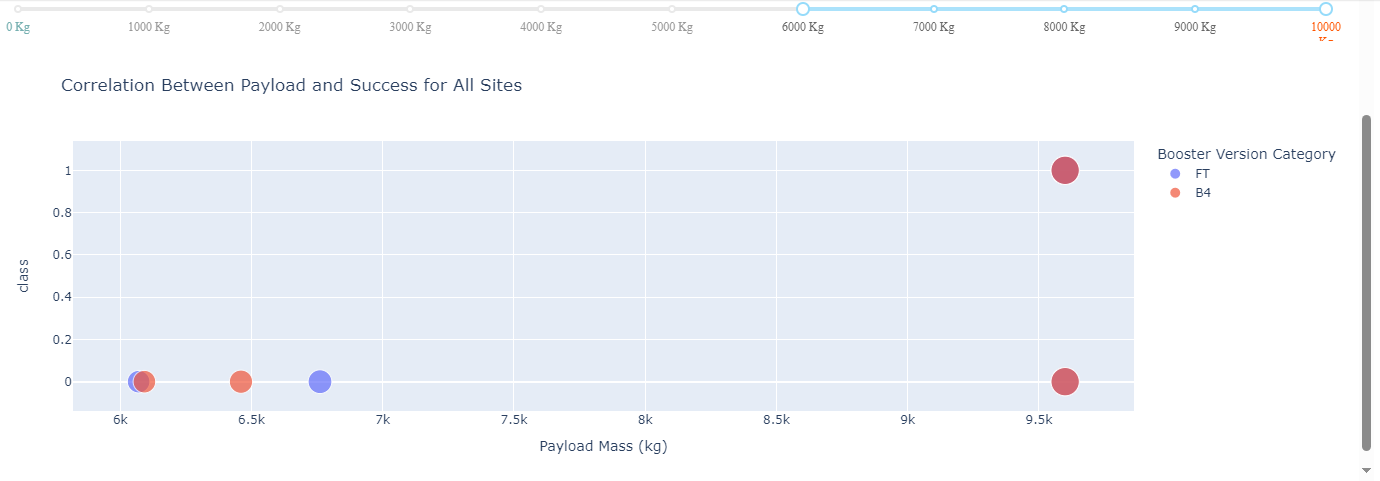 0 Kg 1000 Kg 2000 Kg 3000 Kg 4000 Kg 5000 Kg 6000 Kg 7000 Kg 8000 Kg 9000 Kg 10000
Kg
Correlation Between Payload and Success for All Sites
Booster Version Category
FT
B4
1
0.8
0.6
0.4
0.2
0
class
6k 6.5k 7k 7.5k 8k 8.5k 9k 9.5k
Payload Mass (kg)